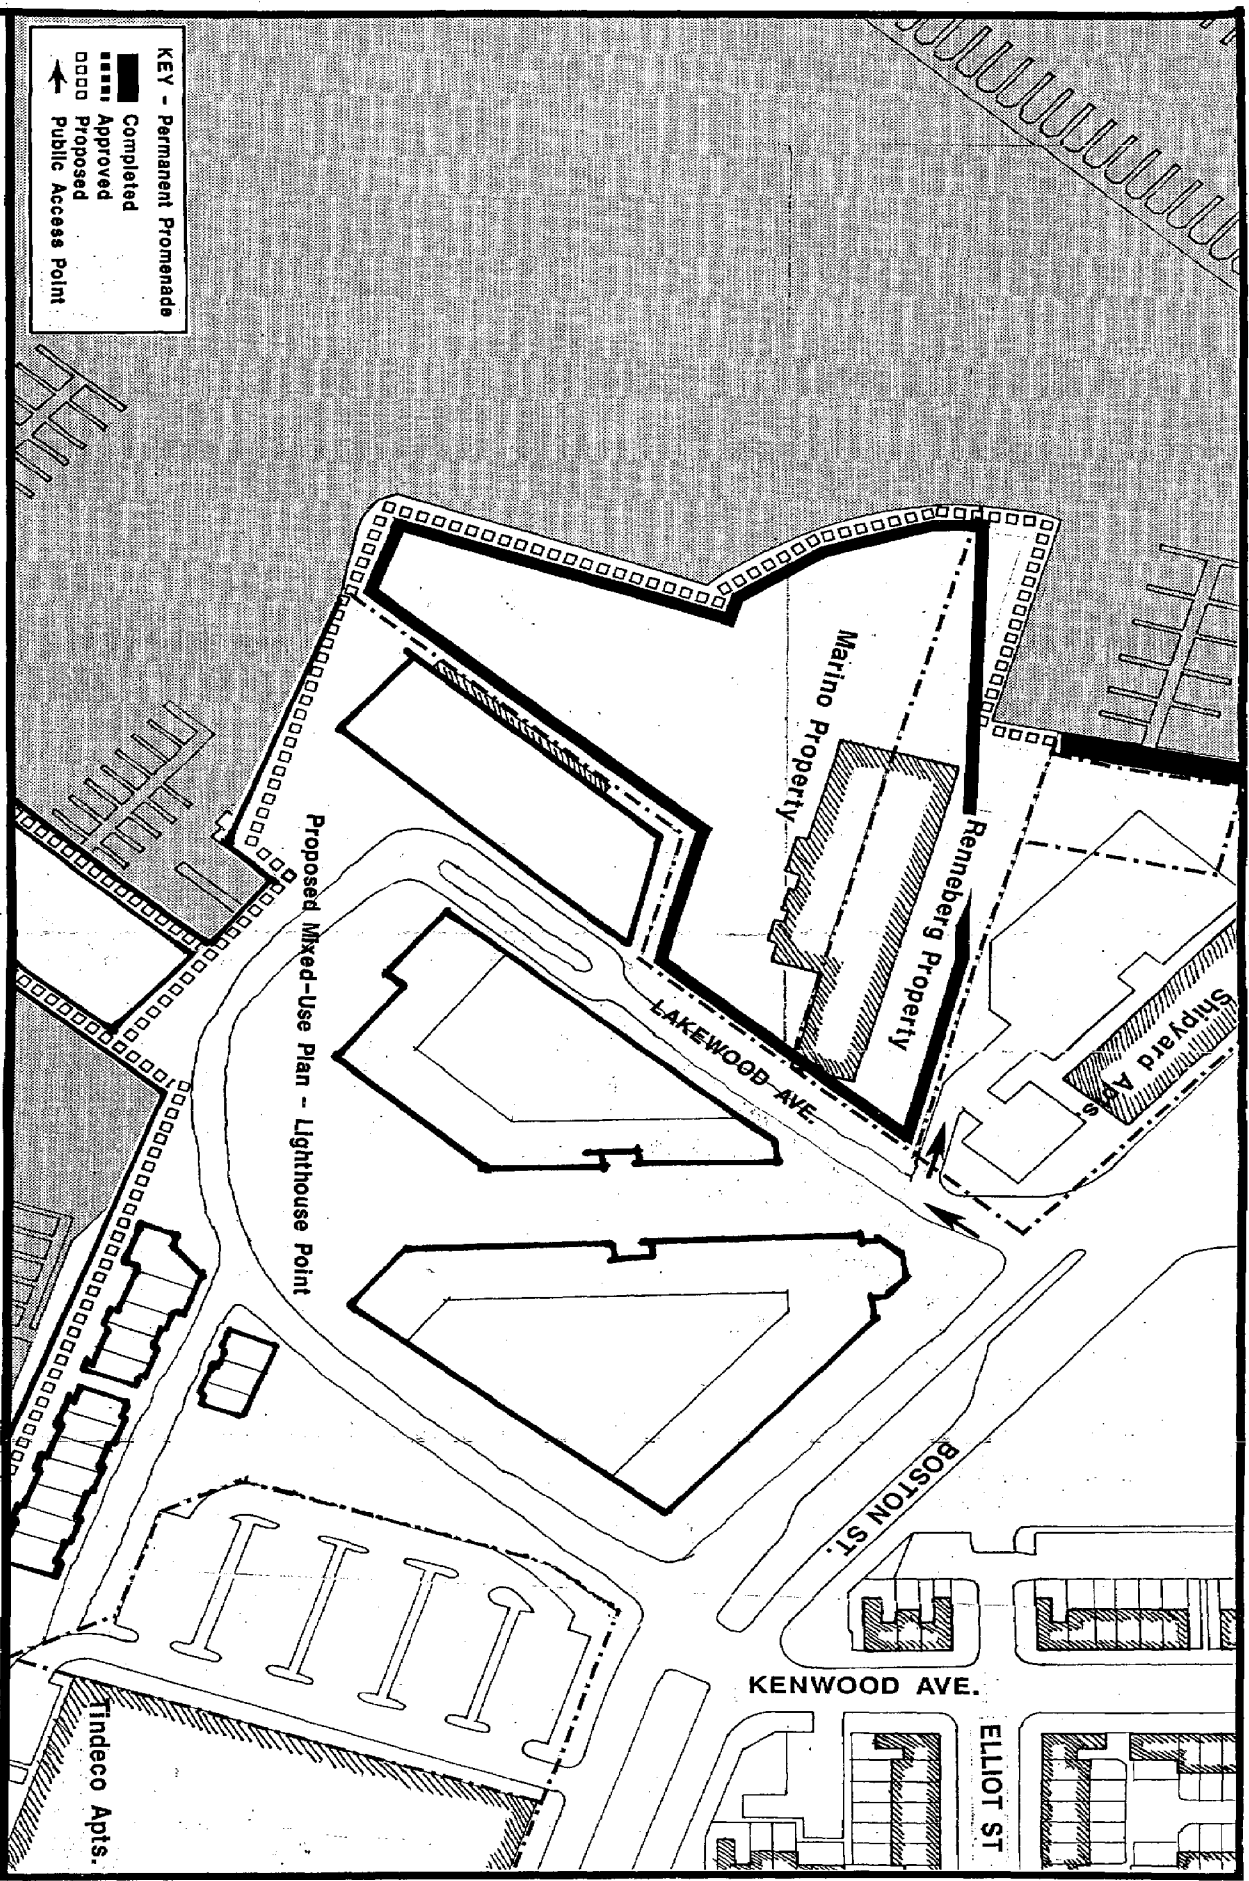 KEY - Permanent Promenade
Completed
Approved
Proposed
Public Access Point
Marino Property
Renneberg Property
Shipyard Apts
LAKEWOOD AVE.
Proposed Mixed-Use Plan - Lighthouse Point
BOSTON ST.
KENWOOD AVE.
ELLIOT ST
Tindeco Apts.